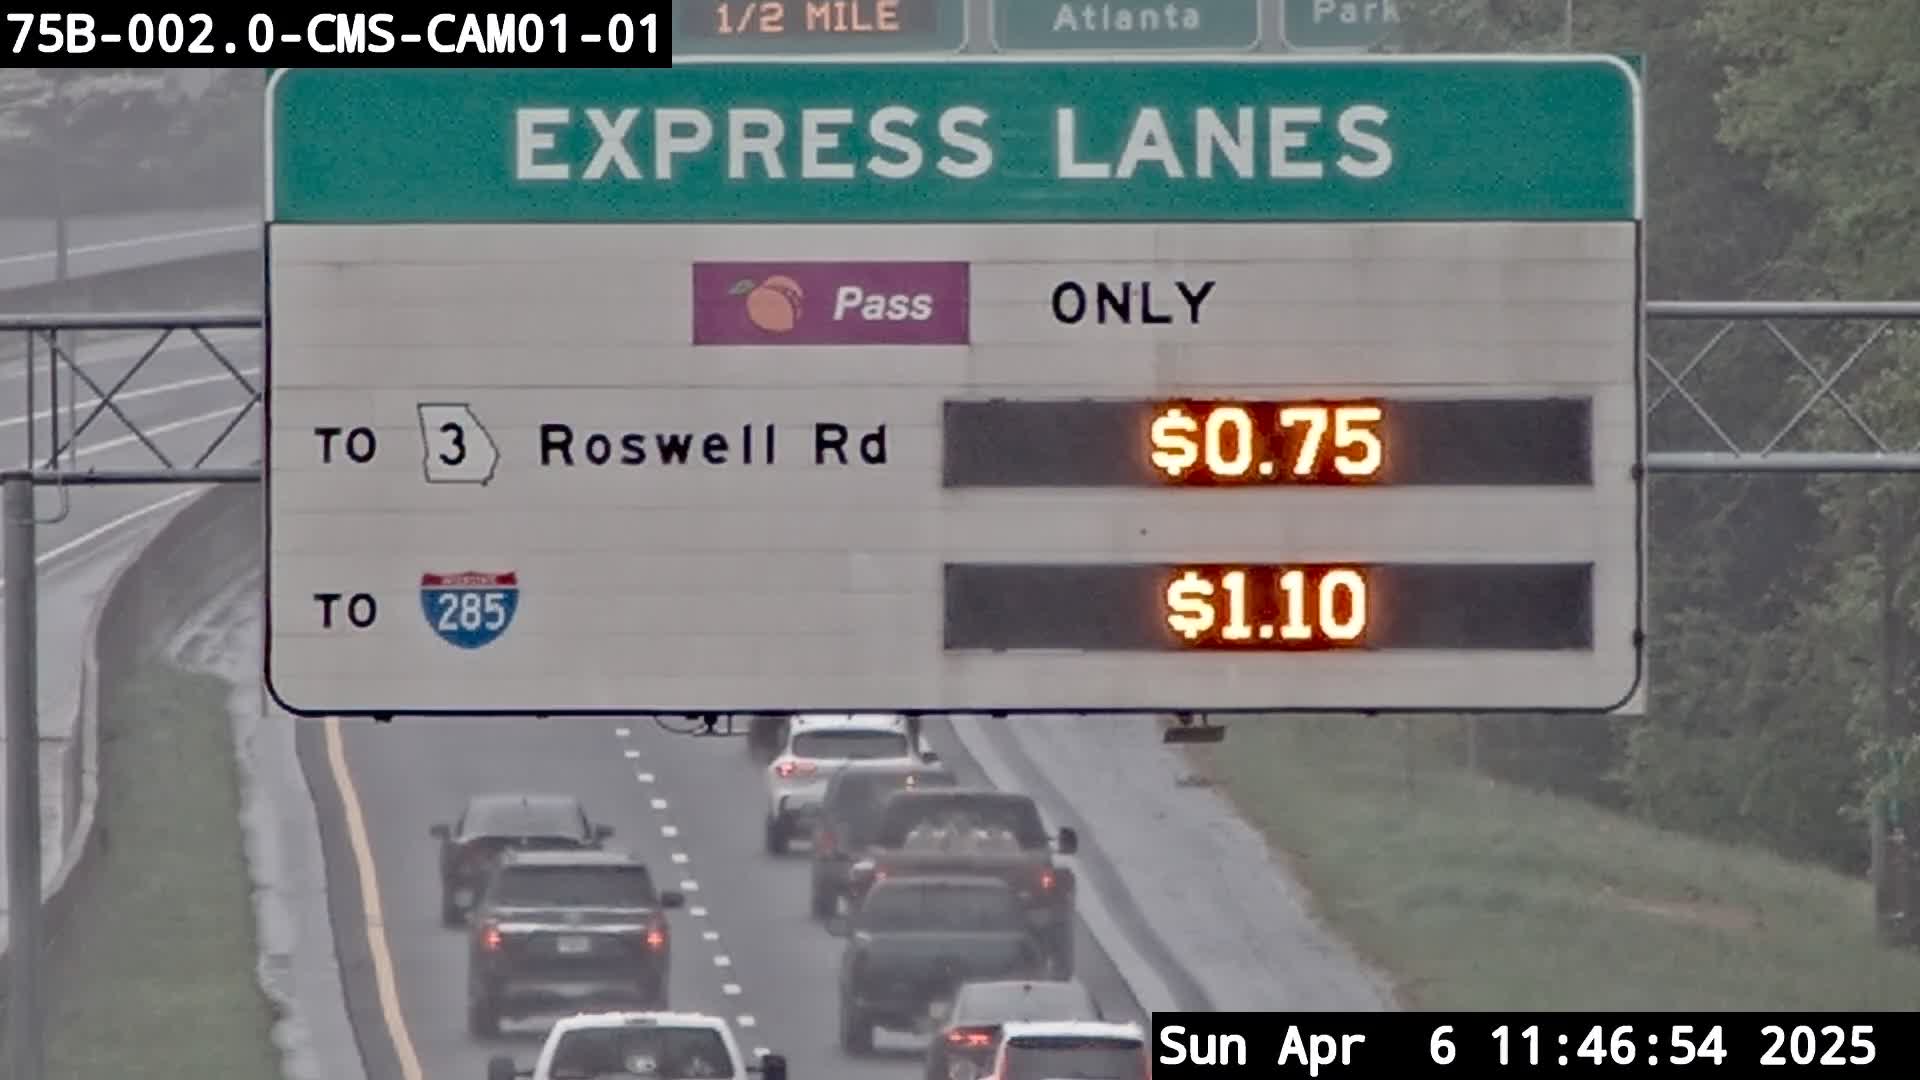 75B-002.0-CMS-CAM01-01
1/2 MILE
Atlanta
Park
EXPRESS LANES
Pass ONLY
TO 3 Roswell Rd $0.75
TO 285 $1.10
Sun Apr 6 11:46:54 2025